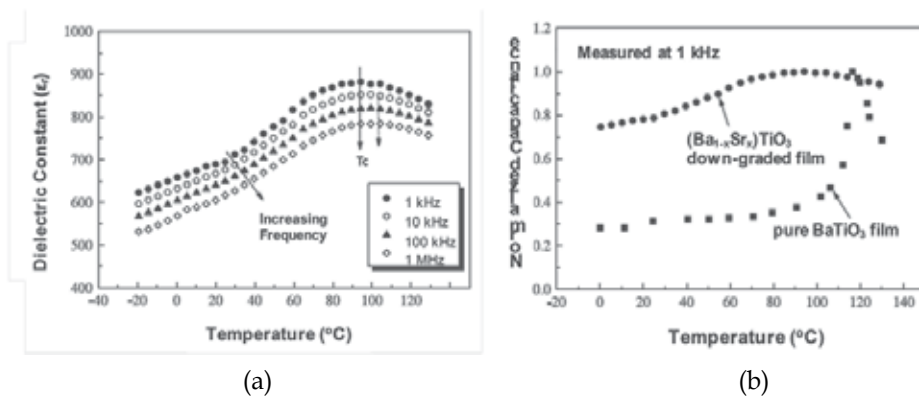 1000
900
800
700
600
500
400
Dielectric Constant (εr)
Tc
Increasing
Frequency
1 kHz
10 kHz
100 kHz
1 MHz
-40 -20 0 20 40 60 80 100 120
Temperature (°C)
(a)
1.2
1.0
0.8
0.6
0.4
0.2
0.0
Measured at 1 kHz
(Ba1-xSrx)TiO3
down-graded film
pure BaTiO3 film
-20 0 20 40 60 80 100 120 140
Temperature (°C)
(b)